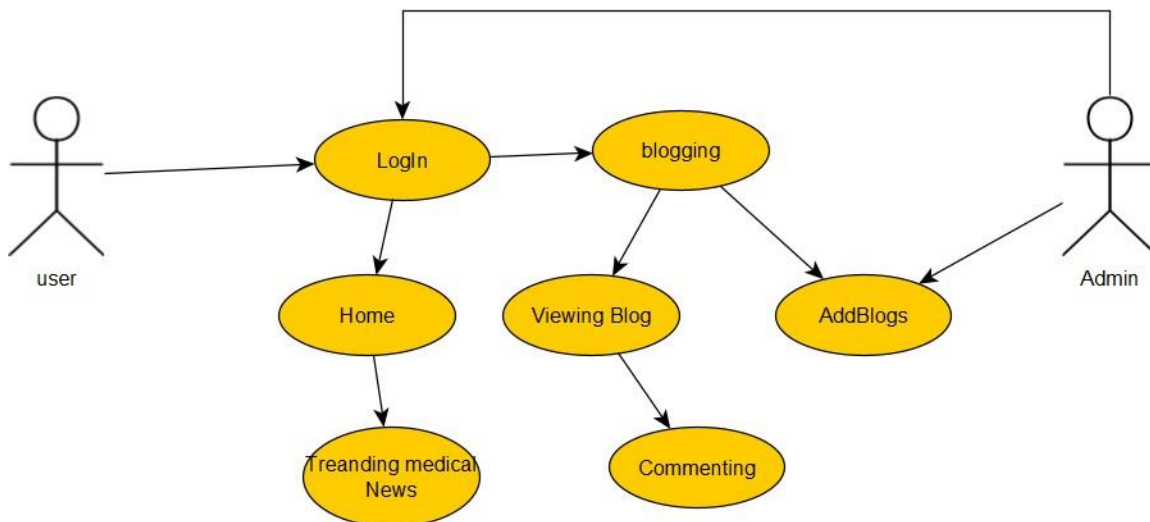 LogIn
blogging
user
Admin
Home
Viewing Blog
AddBlogs
Treanding medical
News
Commenting